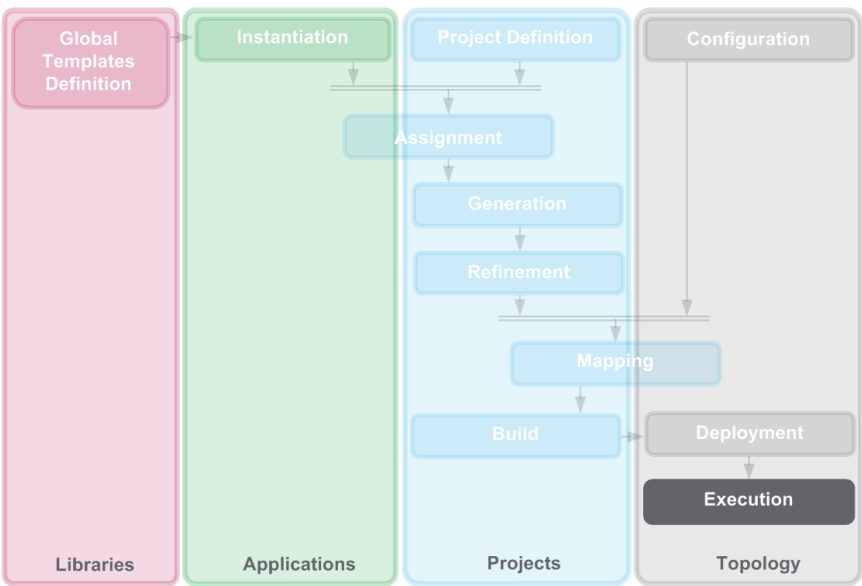 Global
Templates
Definition
Instantiation
Project Definition
Configuration
Assignment
Generation
Refinement
Mapping
Build
Deployment
Execution
Libraries
Applications
Projects
Topology